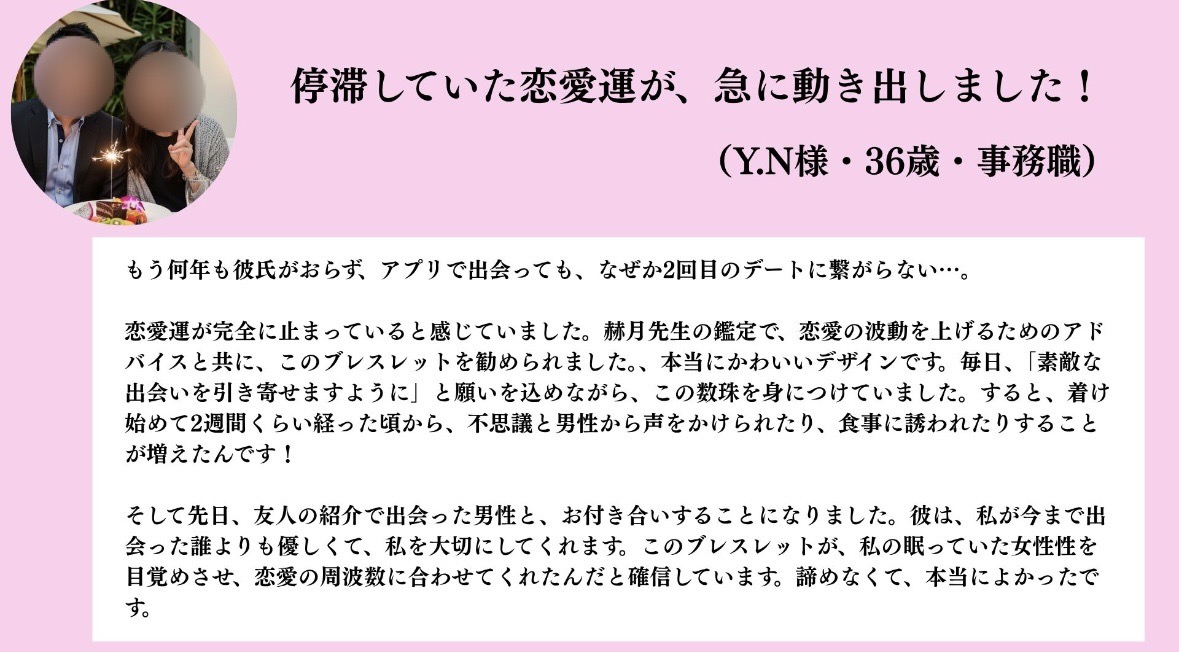 停滞していた恋愛運が、急に動き出しました！
（Y.N様・36歳・事務職）
もう何年も彼氏がおらず、アプリで出会っても、なぜか2回目のデートに繋がらない…。
恋愛運が完全に止まっていると感じていました。赫月先生の鑑定で、恋愛の波動を上げるためのアド
バイスと共に、このブレスレットを勧められました。、本当にかわいいデザインです。毎日、「素敵な
出会いを引き寄せますように」と願いを込めながら、この数珠を身につけていました。すると、着け
始めて2週間くらい経った頃から、不思議と男性から声をかけられたり、食事に誘われたりすること
が増えたんです！
そして先日、友人の紹介で出会った男性と、お付き合いすることになりました。彼は、私が今まで出
会った誰よりも優しくて、私を大切にしてくれます。このブレスレットが、私の眠っていた女性性を
目覚めさせ、恋愛の周波数に合わせてくれたんだと確信しています。諦めなくて、本当によかったで
す。